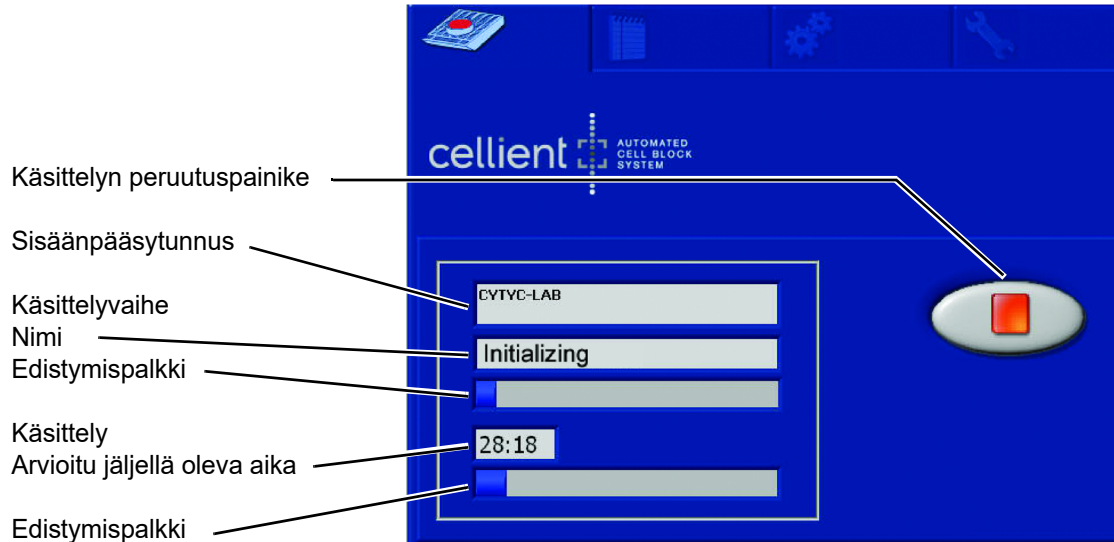 cellient
AUTOMATED
CELL BLOCK
SYSTEM
Käsittelyn peruutuspainike
Sisäänpääsytunnus
CYTYC-LAB
Käsittelyvaihe
Nimi
Initializing
Edistymispalkki
Käsittely
28:18
Arvioitu jäljellä oleva aika
Edistymispalkki